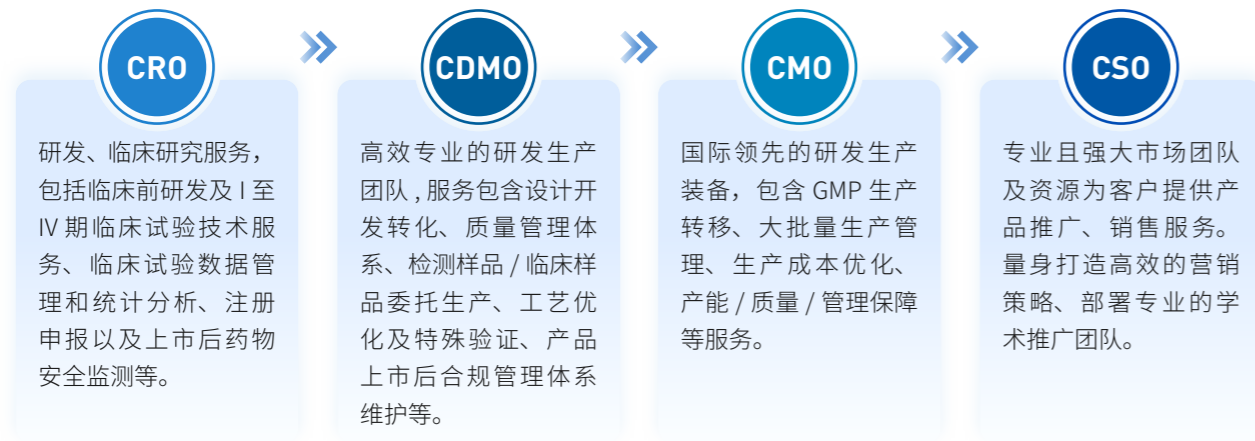 CRO
研发、临床研究服务，
包括临床前研发及 I 至
IV 期临床试验技术服
务、临床试验数据管
理和统计分析、注册
申报以及上市后药物
安全监测等。
CDMO
高效专业的研发生产
团队 , 服务包含设计开
发转化、质量管理体
系、检测样品 / 临床样
品委托生产、工艺优
化及特殊验证、产品
上市后合规管理体系
维护等。
CMO
国际领先的研发生产
装备，包含 GMP 生产
转移、大批量生产管
理、生产成本优化、
产能 / 质量 / 管理保障
等服务。
CSO
专业且强大市场团队
及资源为客户提供产
品推广、销售服务。
量身打造高效的营销
策略、部署专业的学
术推广团队。